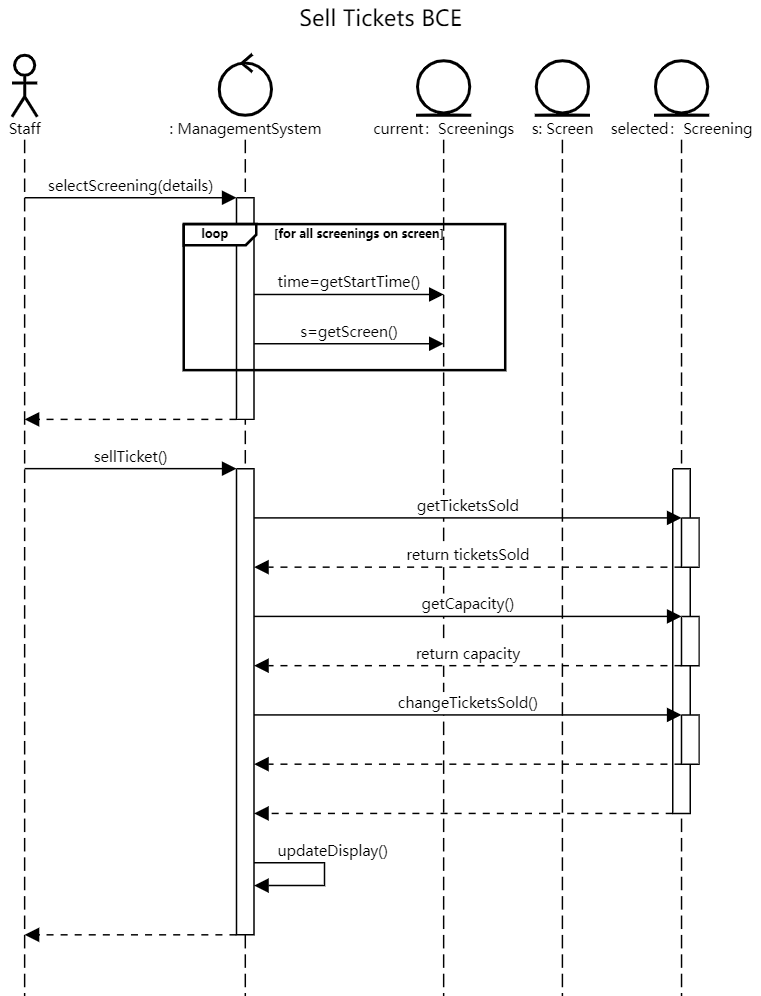 Sell Tickets BCE
Staff
: ManagementSystem
current: Screenings
s: Screen
selected: Screening
selectScreening(details)
loop
[for all screenings on screen]
time=getStartTime()
s=getScreen()
sellTicket()
getTicketsSold
return ticketsSold
getCapacity()
return capacity
changeTicketsSold()
updateDisplay()